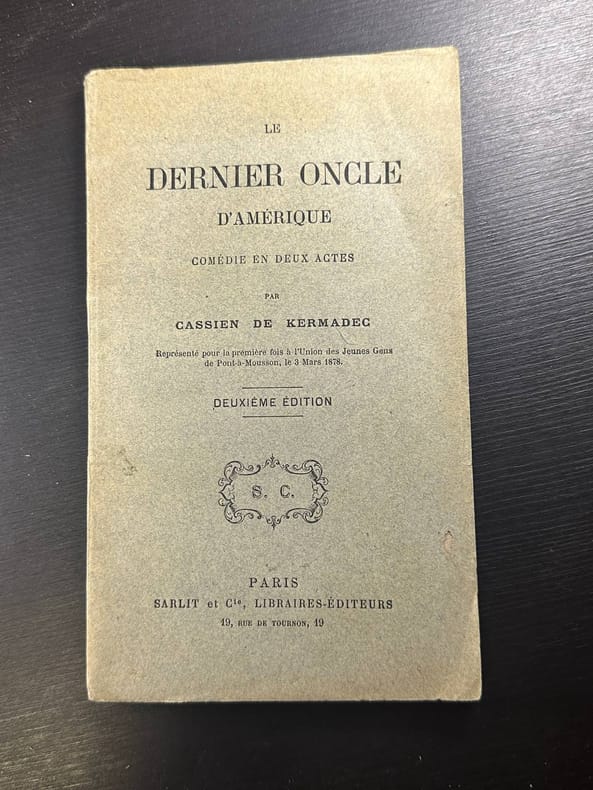 LE
DERNIER ONCLE
D'AMÉRIQUE
COMÉDIE EN DEUX ACTES
PAR
CASSIEN DE KERMADEC
Représenté pour la première fois à l'Union des Jeunes Gens
de Pont-à-Mousson, le 3 Mars 1878.
DEUXIÈME ÉDITION
S. C.
PARIS
SARLIT et Cie, LIBRAIRES-ÉDITEURS
19, RUE DE TOURNON, 19